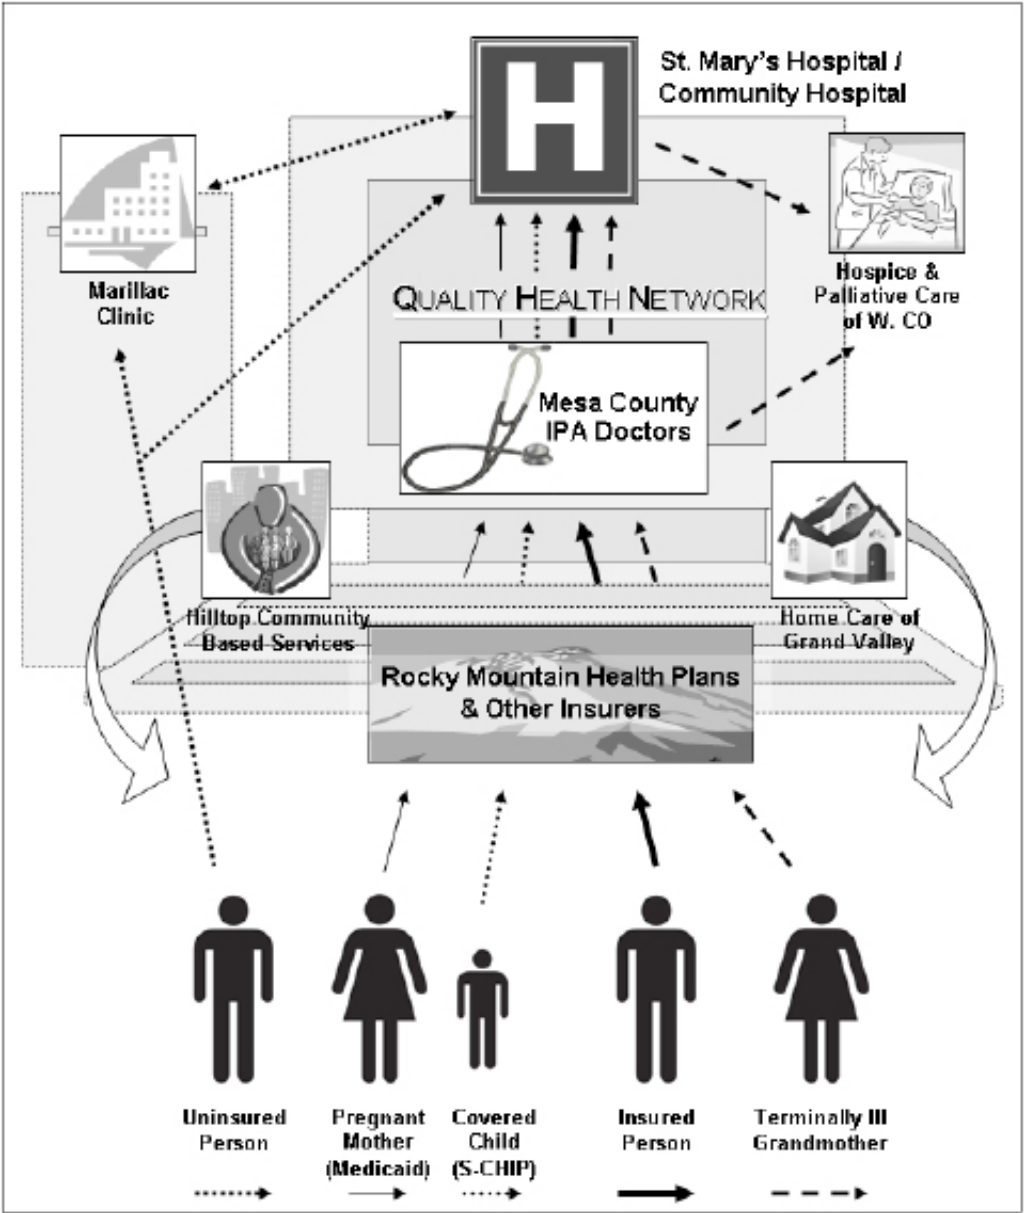 H
St. Mary's Hospital /
Community Hospital
Marillac
Clinic
Hospice &
Palliative Care
of W. CO
QUALITY HEALTH NETWORK
Mesa County
IPA Doctors
Hilltop Community
Based Services
Home Care of
Grand Valley
Rocky Mountain Health Plans
& Other Insurers
Uninsured
Person
Pregnant
Mother
(Medicaid)
Covered
Child
(S-CHIP)
Insured
Person
Terminally Ill
Grandmother